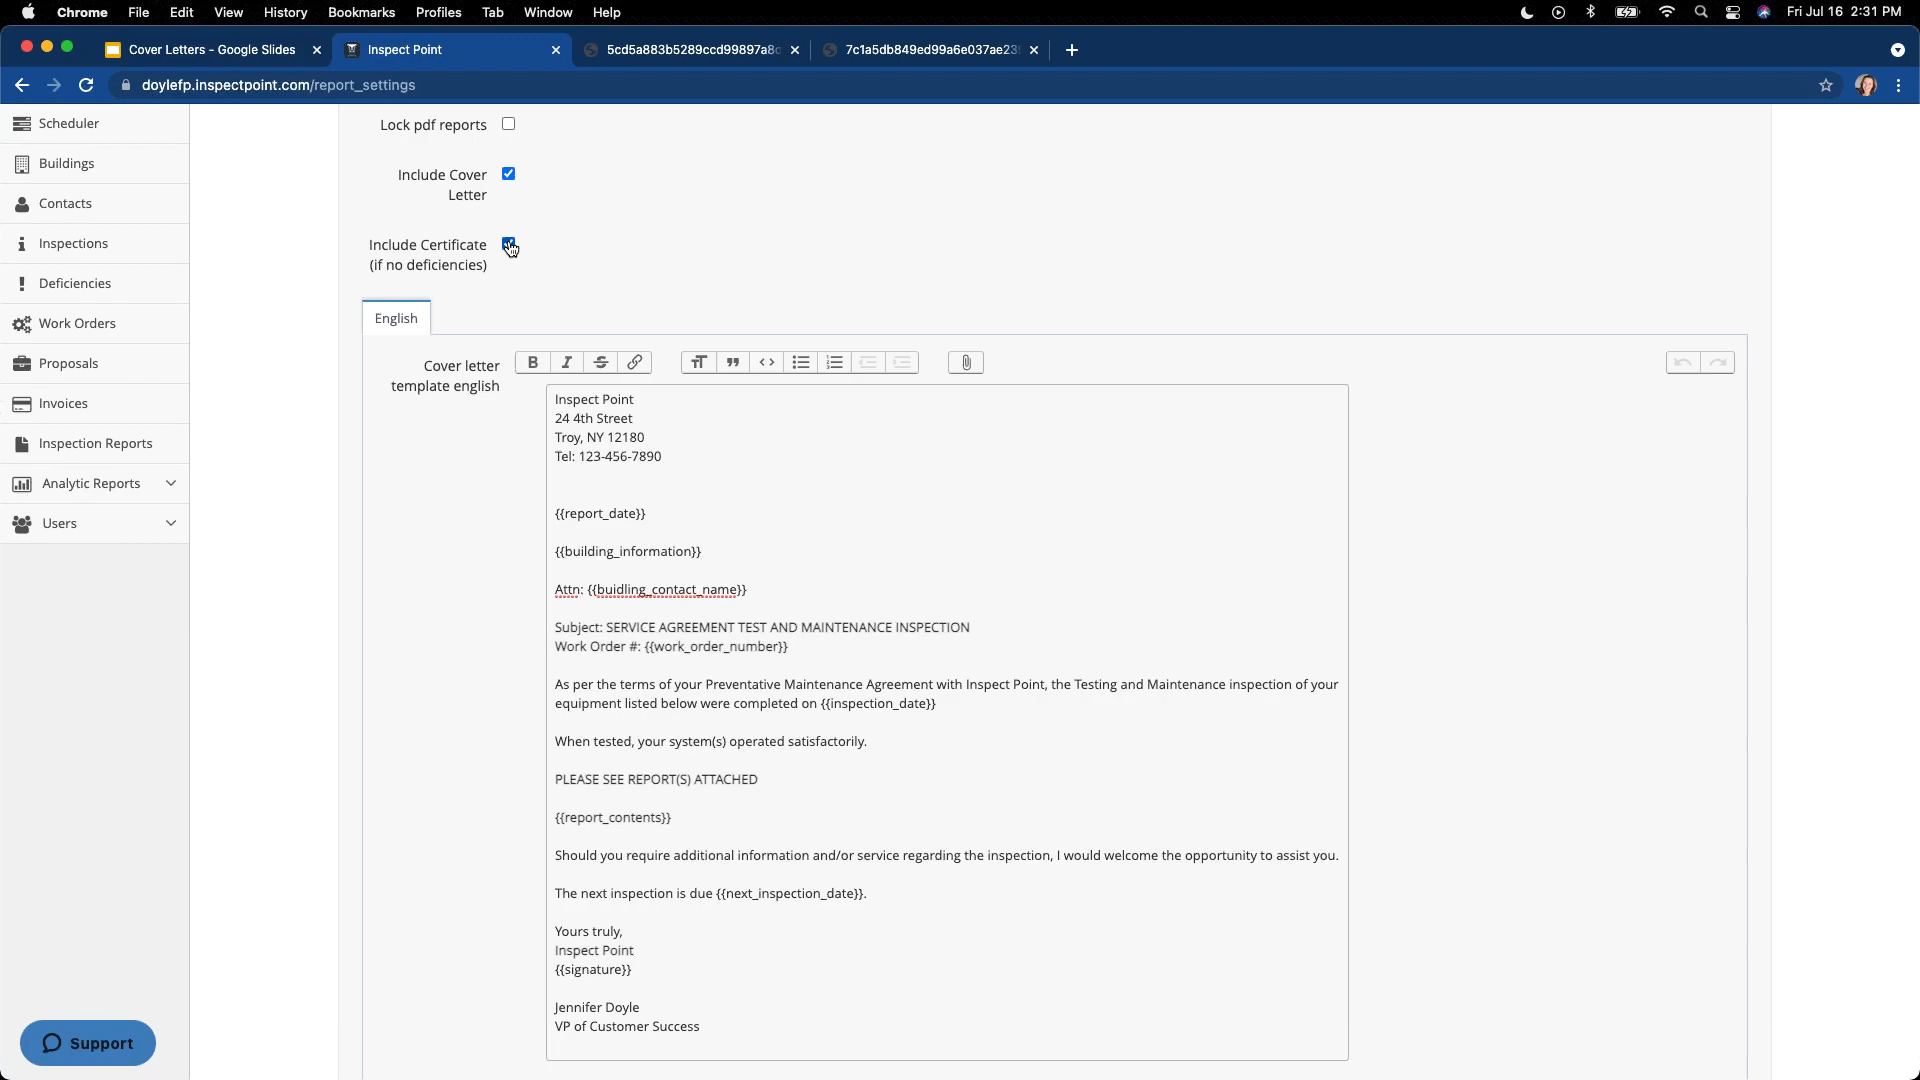 Chrome File Edit View History Bookmarks Profiles Tab Window Help Fri Jul 16 2:31 PM
Cover Letters - Google Slides Inspect Point 5cd5a883b5289ccd99897a8c 7c1a5db849ed99a6e037ae23
doylefp.inspectpoint.com/report_settings
Scheduler
Buildings
Contacts
Inspections
Deficiencies
Work Orders
Proposals
Invoices
Inspection Reports
Analytic Reports
Users
Support
Lock pdf reports
Include Cover
Letter
Include Certificate
(if no deficiencies)
English
Cover letter
template english
Inspect Point
24 4th Street
Troy, NY 12180
Tel: 123-456-7890
{{report_date}}
{{building_information}}
Attn: {{buidling_contact_name}}
Subject: SERVICE AGREEMENT TEST AND MAINTENANCE INSPECTION
Work Order #: {{work_order_number}}
As per the terms of your Preventative Maintenance Agreement with Inspect Point, the Testing and Maintenance inspection of your
equipment listed below were completed on {{inspection_date}}
When tested, your system(s) operated satisfactorily.
PLEASE SEE REPORT(S) ATTACHED
{{report_contents}}
Should you require additional information and/or service regarding the inspection, I would welcome the opportunity to assist you.
The next inspection is due {{next_inspection_date}}.
Yours truly,
Inspect Point
{{signature}}
Jennifer Doyle
VP of Customer Success